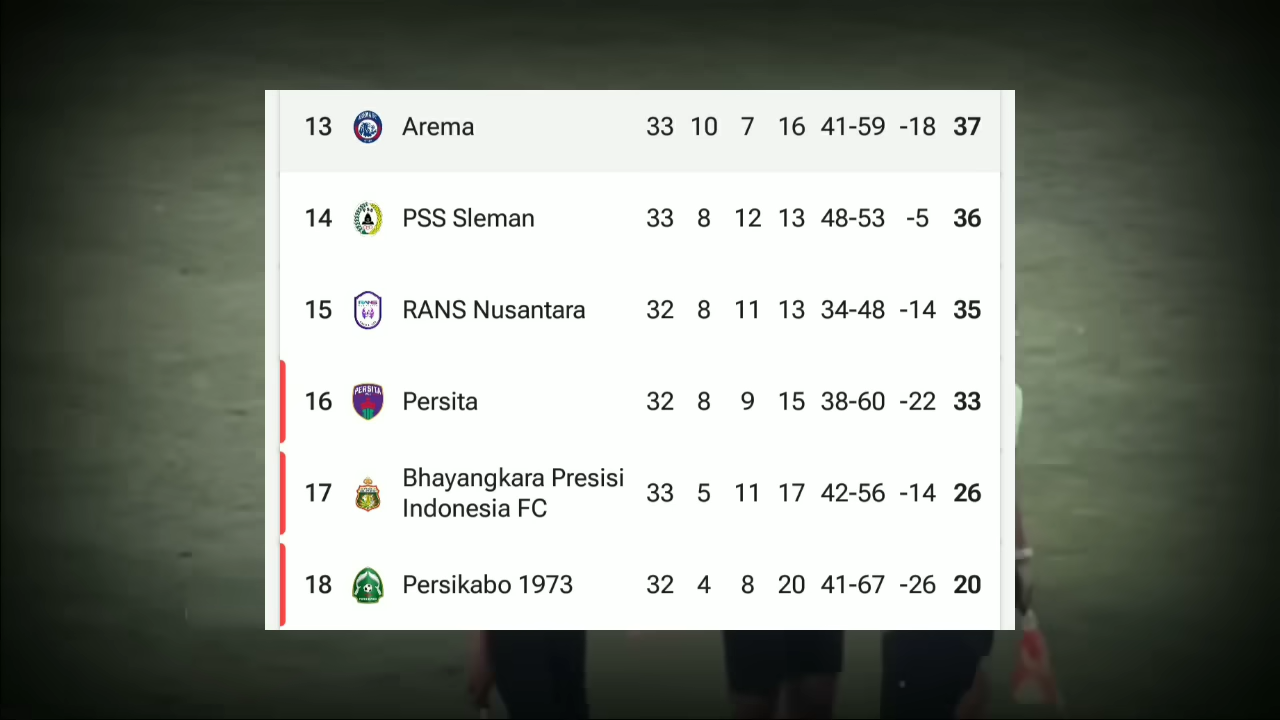 13 Arema 33 10 7 16 41-59 -18 37
14 PSS Sleman 33 8 12 13 48-53 -5 36
15 RANS Nusantara 32 8 11 13 34-48 -14 35
PERSITA
16 Persita 32 8 9 15 38-60 -22 33
Bhayangkara Presisi
17 33 5 11 17 42-56 -14 26
Indonesia FC
18 Persikabo 1973 32 4 8 20 41-67 -26 20